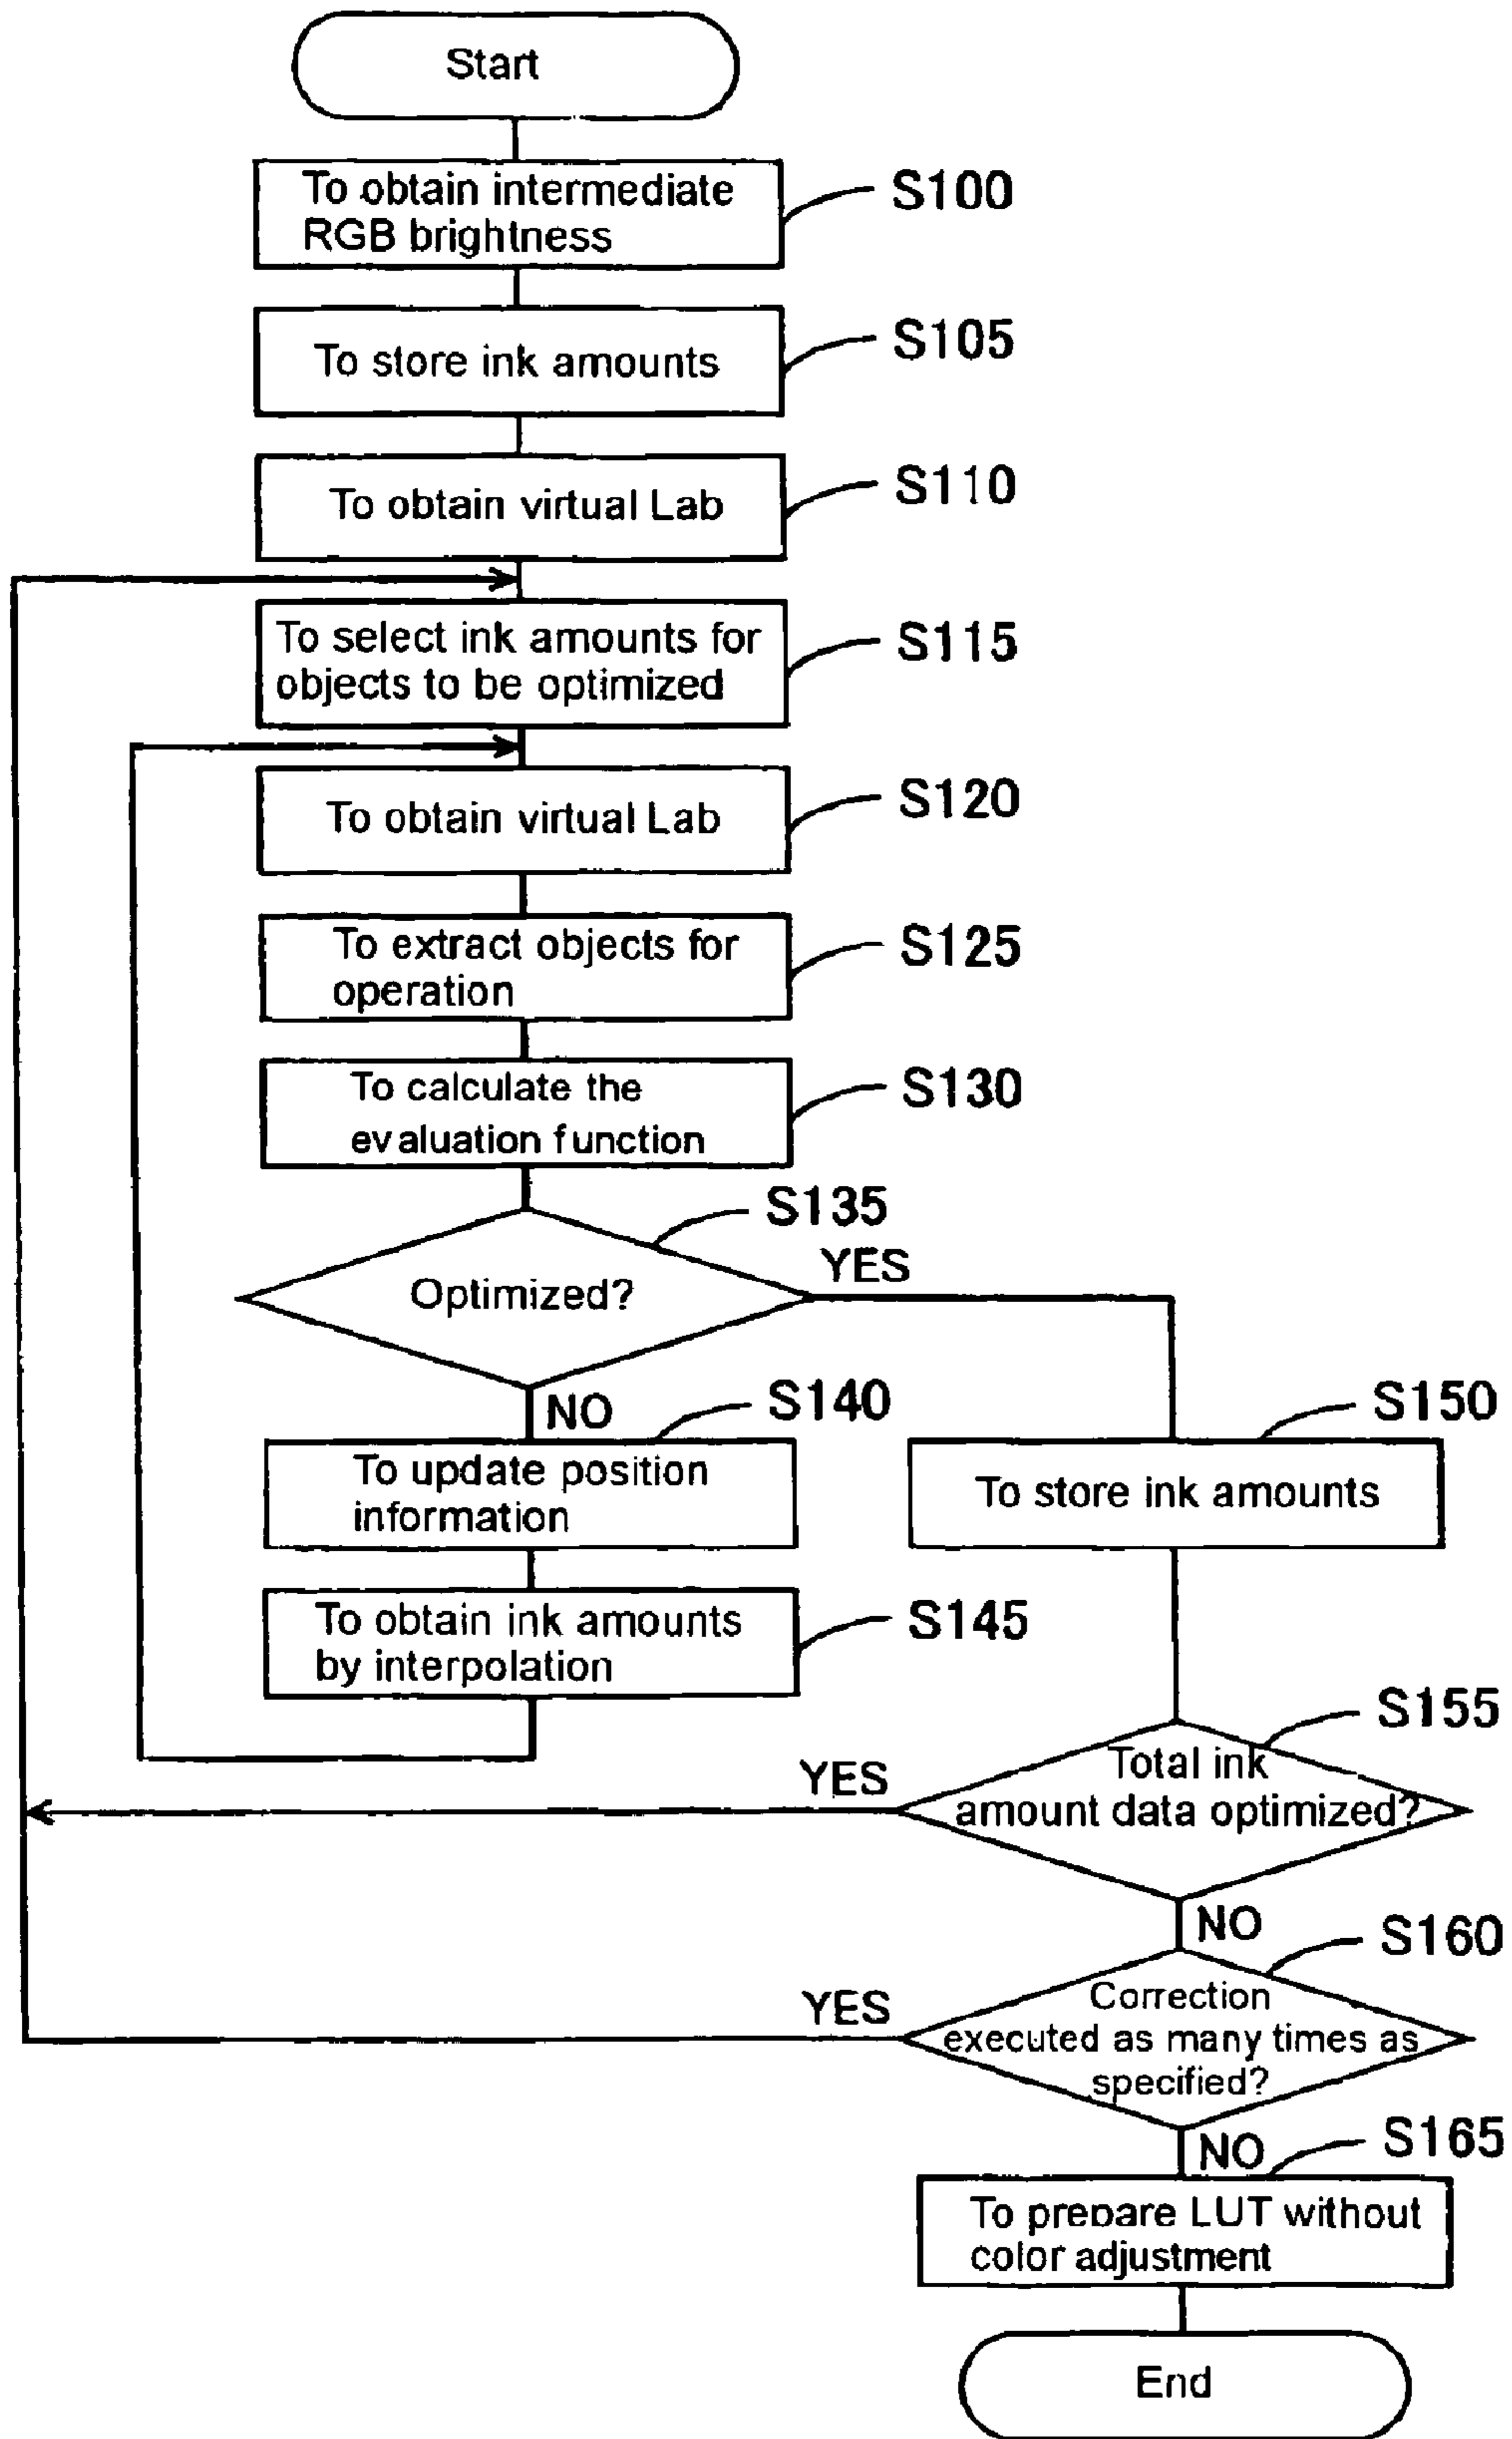 Start
To obtain intermediate
RGB brightness
S100
To store ink amounts
S105
To obtain virtual Lab
S110
To select ink amounts for
objects to be optimized
S115
To obtain virtual Lab
S120
To extract objects for
operation
S125
To calculate the
evaluation function
S130
S135
Optimized?
YES
NO
S140
To update position
information
S150
To store ink amounts
To obtain ink amounts
by interpolation
S145
S155
Total ink
amount data optimized?
YES
NO
S160
Correction
executed as many times as
specified?
YES
NO
S165
To prepare LUT without
color adjustment
End